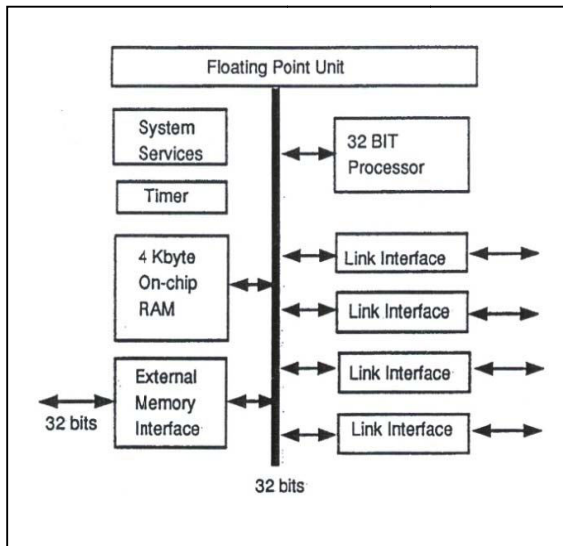 Floating Point Unit
System
Services
32 BIT
Processor
Timer
4 Kbyte
On-chip
RAM
Link Interface
Link Interface
External
Memory
Interface
Link Interface
Link Interface
32 bits
32 bits